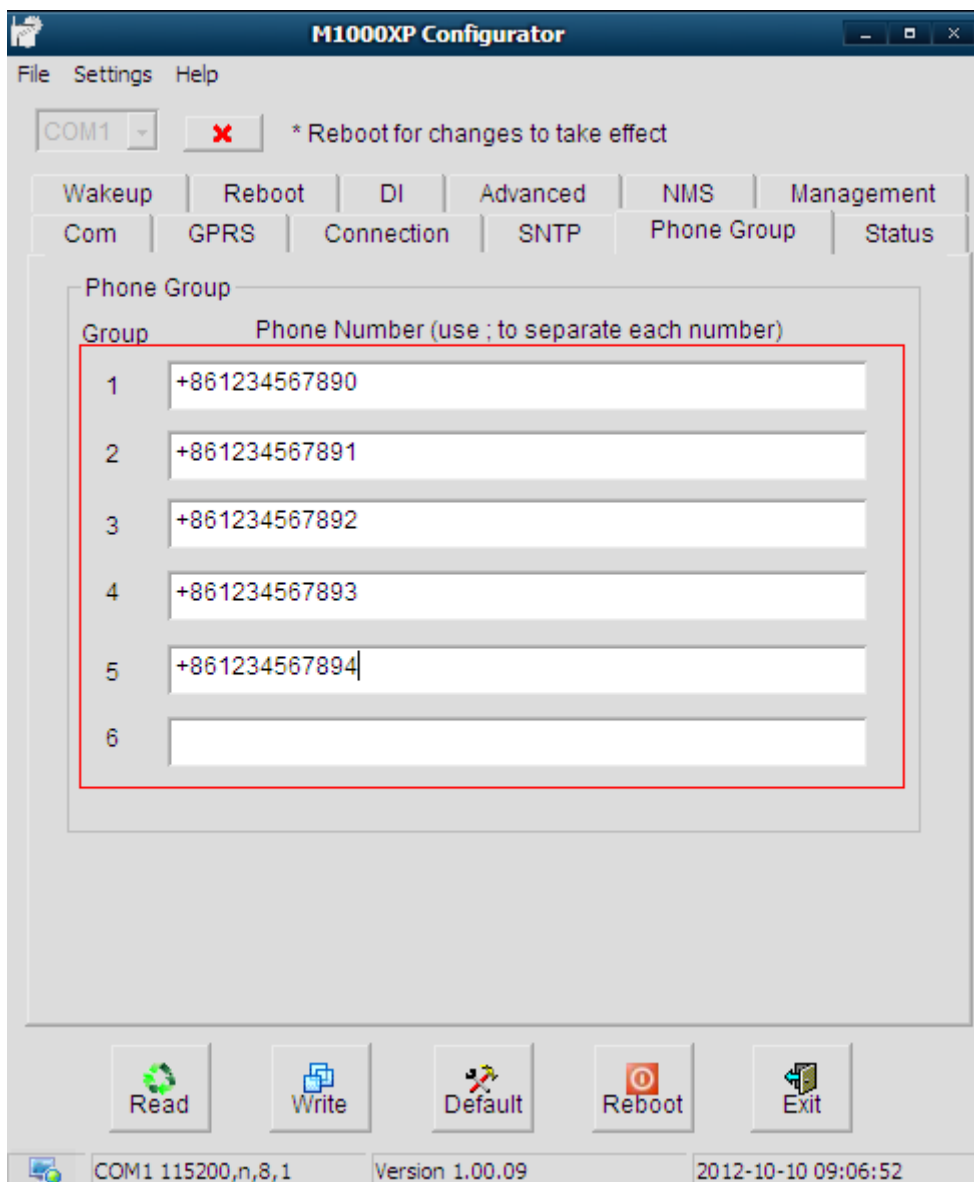 M1000XP Configurator
File Settings Help
COM1 * Reboot for changes to take effect
Wakeup Reboot DI Advanced NMS Management
Com GPRS Connection SNTP Phone Group Status
Phone Group
Group Phone Number (use ; to separate each number)
1 +861234567890
2 +861234567891
3 +861234567892
4 +861234567893
5 +861234567894
6
Read Write Default Reboot Exit
COM1 115200,n,8,1 Version 1.00.09 2012-10-10 09:06:52